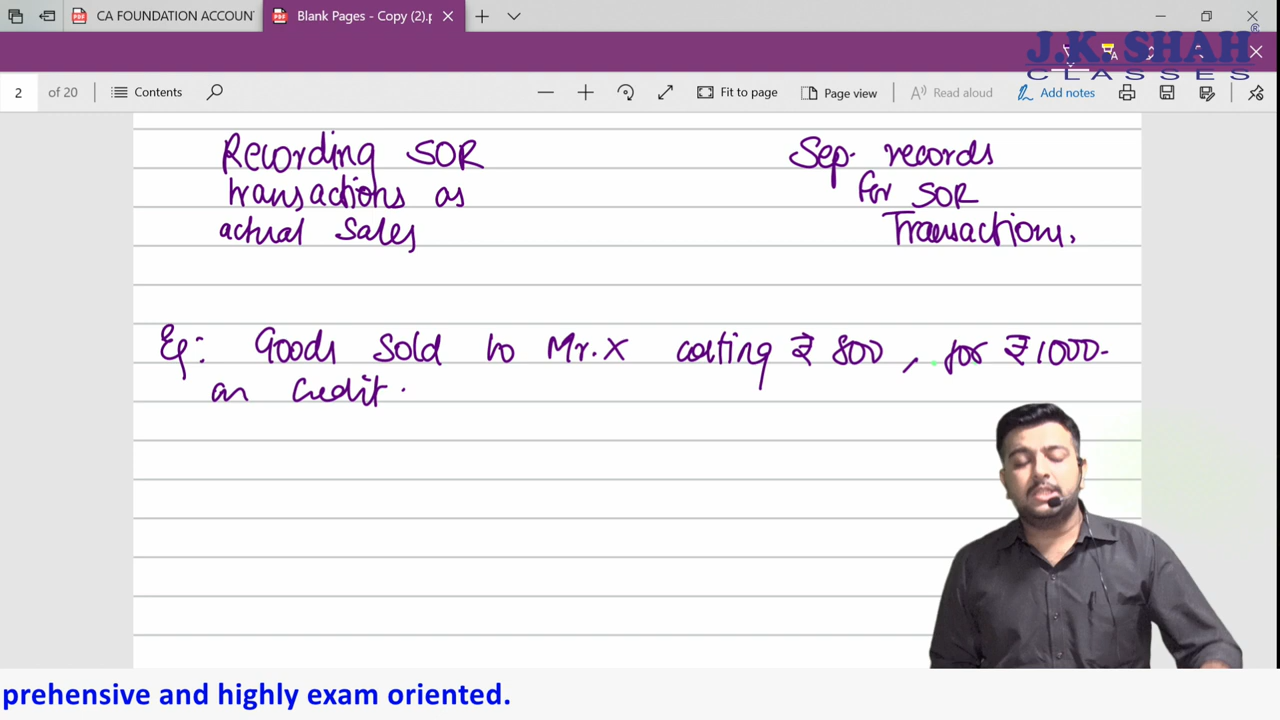 CA FOUNDATION ACCOUNT
Blank Pages - Copy (2).p
J.K. SHAH®
CLASSES
2 of 20
Contents
Fit to page
Page view
Read aloud
Add notes
Recording SOR
transactions as
actual Sales
Sep. records
for SOR
Transactions.
Eg: Goods Sold to Mr. X costing ₹ 800, for ₹ 1000-
on Credit.
prehensive and highly exam oriented.